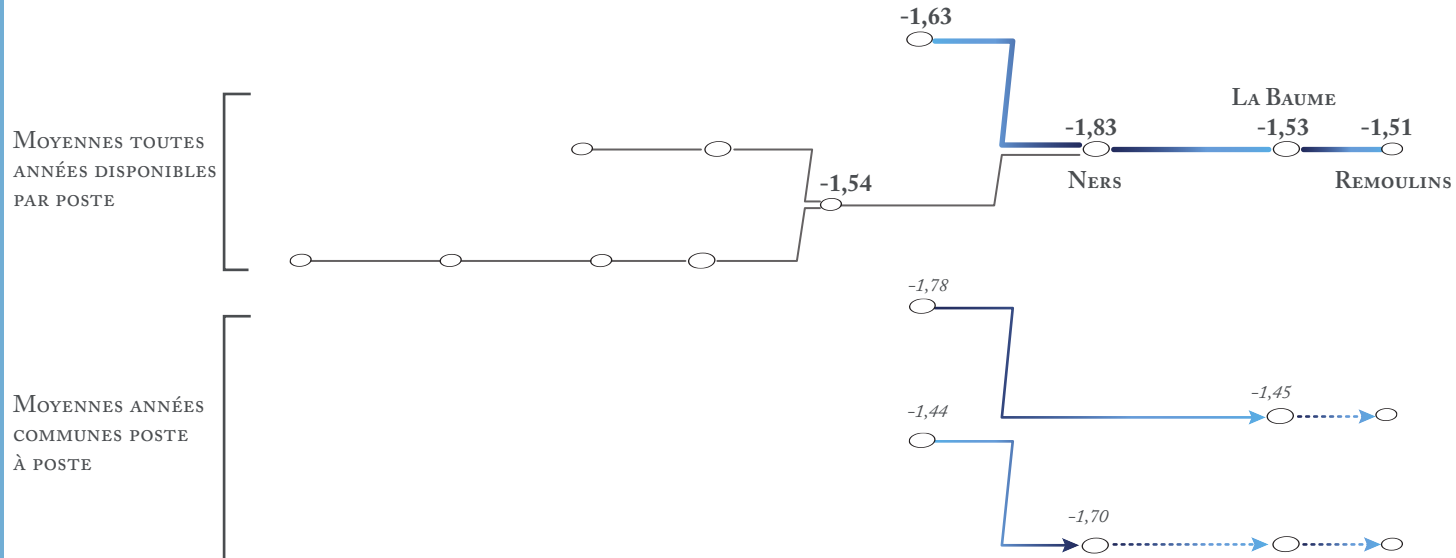 -1,63
La Baume
-1,83 -1,53 -1,51
Ners Remoulins
-1,54
Moyennes toutes
années disponibles
par poste
-1,78
-1,45
-1,44
-1,70
Moyennes années
communes poste
à poste